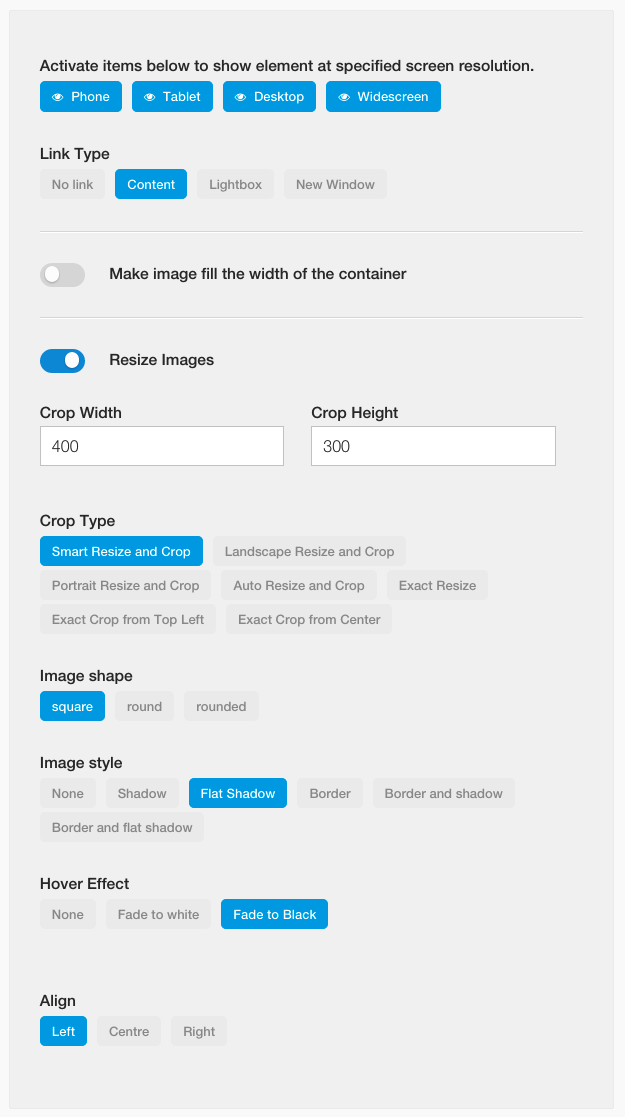 Activate items below to show element at specified screen resolution.
Phone Tablet Desktop Widescreen
Link Type
No link Content Lightbox New Window
Make image fill the width of the container
Resize Images
Crop Width Crop Height
400 300
Crop Type
Smart Resize and Crop Landscape Resize and Crop
Portrait Resize and Crop Auto Resize and Crop Exact Resize
Exact Crop from Top Left Exact Crop from Center
Image shape
square round rounded
Image style
None Shadow Flat Shadow Border Border and shadow
Border and flat shadow
Hover Effect
None Fade to white Fade to Black
Align
Left Centre Right